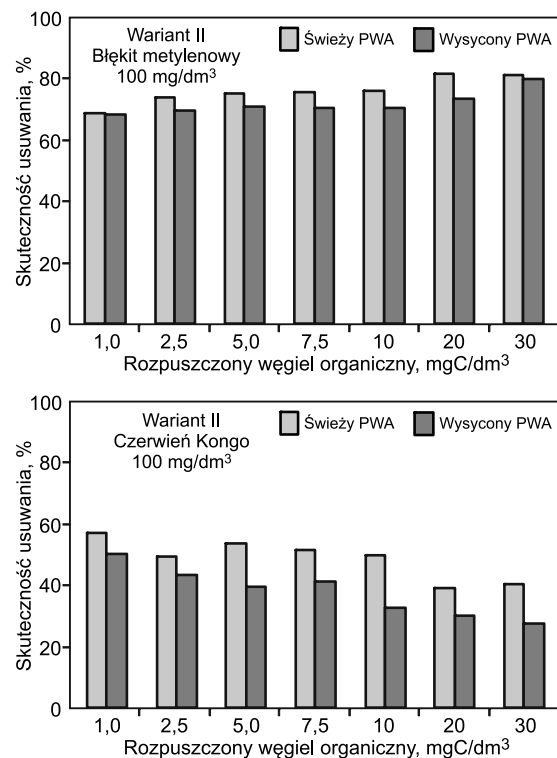 100
80
60
40
20
0
Skuteczność usuwania, %
Wariant II
Błękit metylenowy
100 mg/dm³
Świeży PWA
Wysycony PWA
1,0 2,5 5,0 7,5 10 20 30
Rozpuszczony węgiel organiczny, mgC/dm³
100
80
60
40
20
0
Skuteczność usuwania, %
Wariant II
Czerwień Kongo
100 mg/dm³
Świeży PWA
Wysycony PWA
1,0 2,5 5,0 7,5 10 20 30
Rozpuszczony węgiel organiczny, mgC/dm³